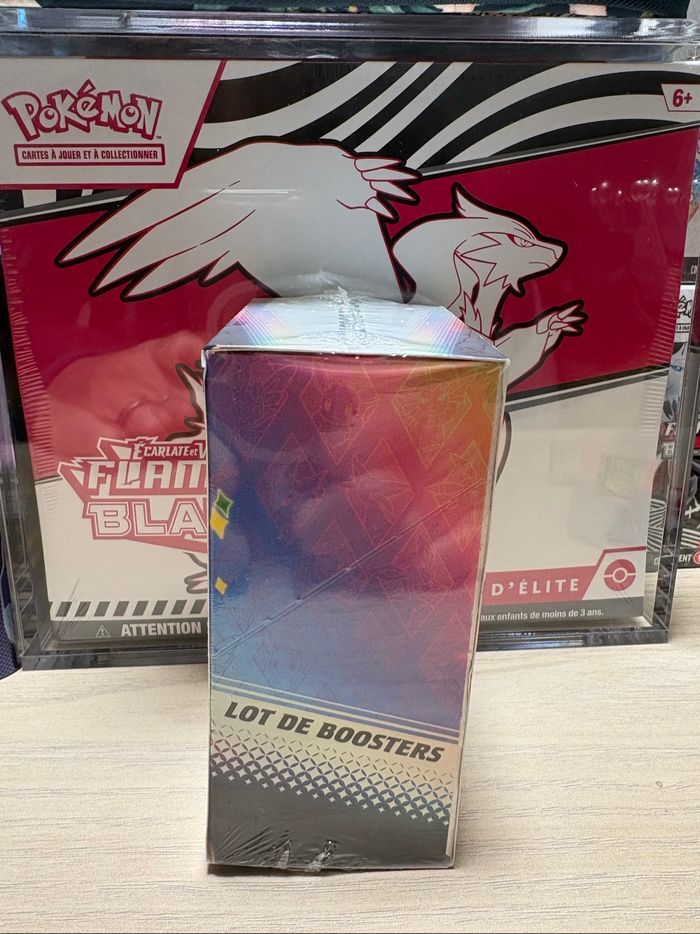 POKÉMON
CARTES À JOUER ET À COLLECTIONNER
6+
ÉCARLATE et V
FLAM
BLA
D'ÉLITE
ATTENTION
aux enfants de moins de 3 ans.
LOT DE BOOSTERS